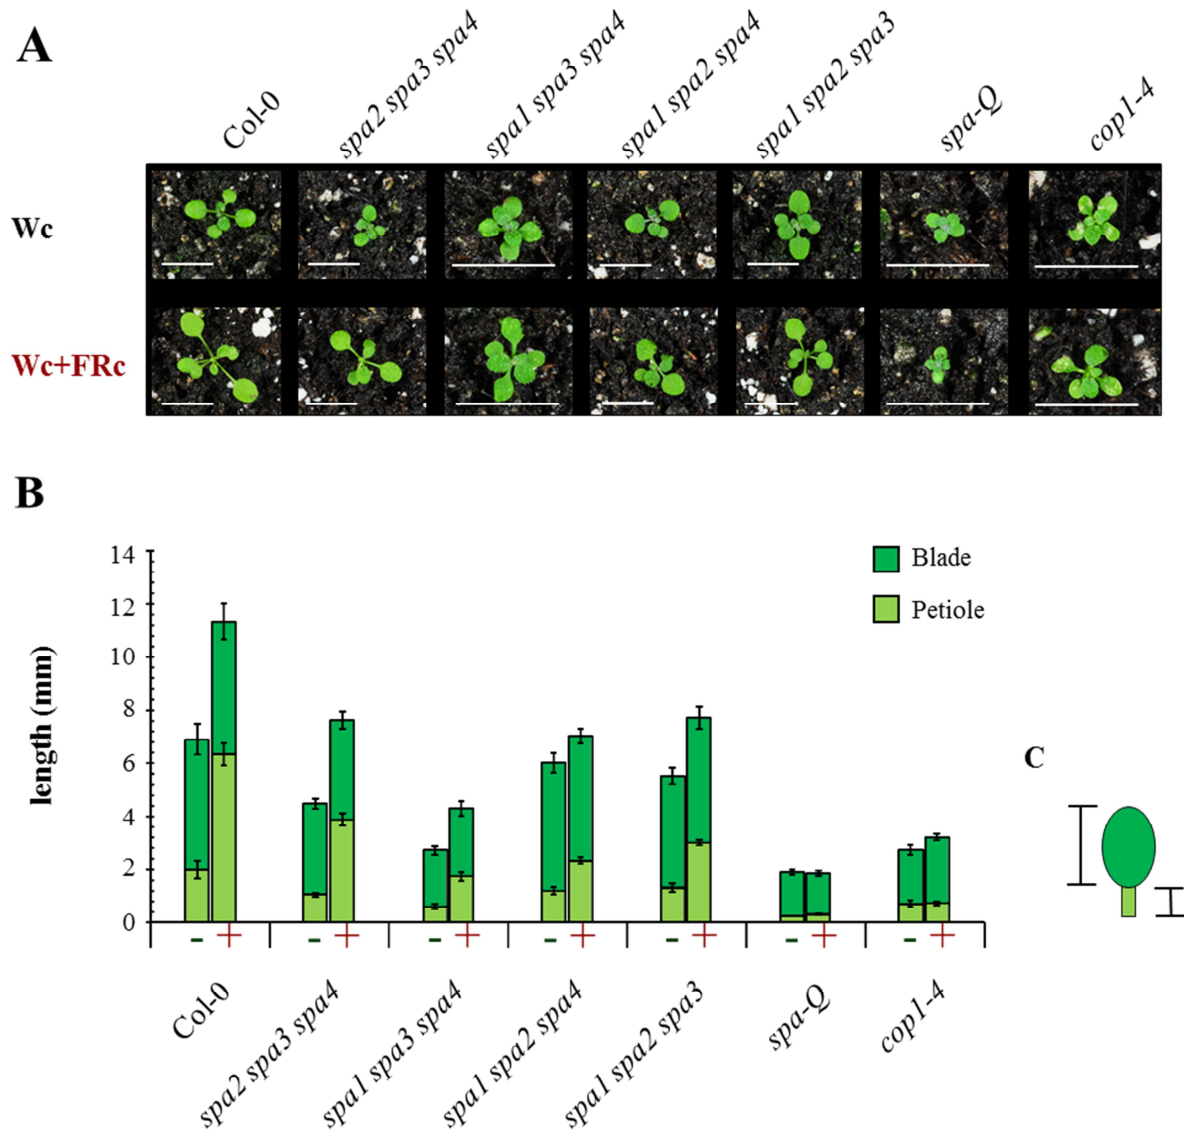 A
Col-0
spa2 spa3 spa4
spa1 spa3 spa4
spa1 spa2 spa4
spa1 spa2 spa3
spa-Q
cop1-4
Wc
Wc+FRc
B
length (mm)
14
12
10
8
6
4
2
0
Blade
Petiole
- + - + - + - + - + - + - +
Col-0
spa2 spa3 spa4
spa1 spa3 spa4
spa1 spa2 spa4
spa1 spa2 spa3
spa-Q
cop1-4
C